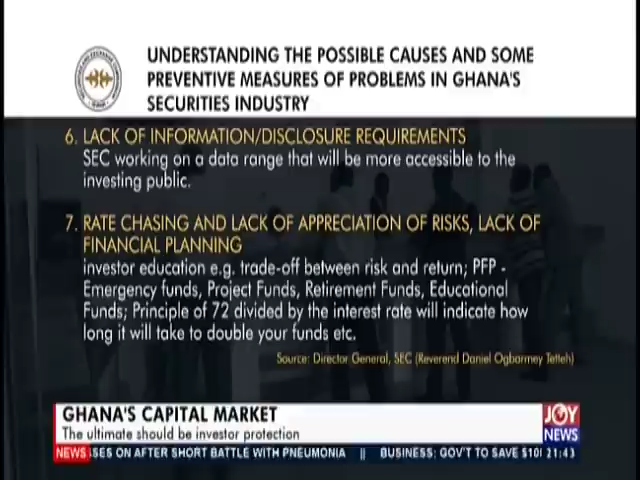 UNDERSTANDING THE POSSIBLE CAUSES AND SOME
PREVENTIVE MEASURES OF PROBLEMS IN GHANA'S
SECURITIES INDUSTRY
6. LACK OF INFORMATION/DISCLOSURE REQUIREMENTS
SEC working on a data range that will be more accessible to the
investing public.
7. RATE CHASING AND LACK OF APPRECIATION OF RISKS, LACK OF
FINANCIAL PLANNING
investor education e.g. trade-off between risk and return; PFP -
Emergency funds, Project Funds, Retirement Funds, Educational
Funds; Principle of 72 divided by the interest rate will indicate how
long it will take to double your funds etc.
Source: Director General, SEC (Reverend Daniel Ogbarmey Tetteh)
GHANA'S CAPITAL MARKET
The ultimate should be investor protection
JOY
NEWS
NEWS SES ON AFTER SHORT BATTLE WITH PNEUMONIA || BUSINESS: GOV'T TO SAVE $10 21:43